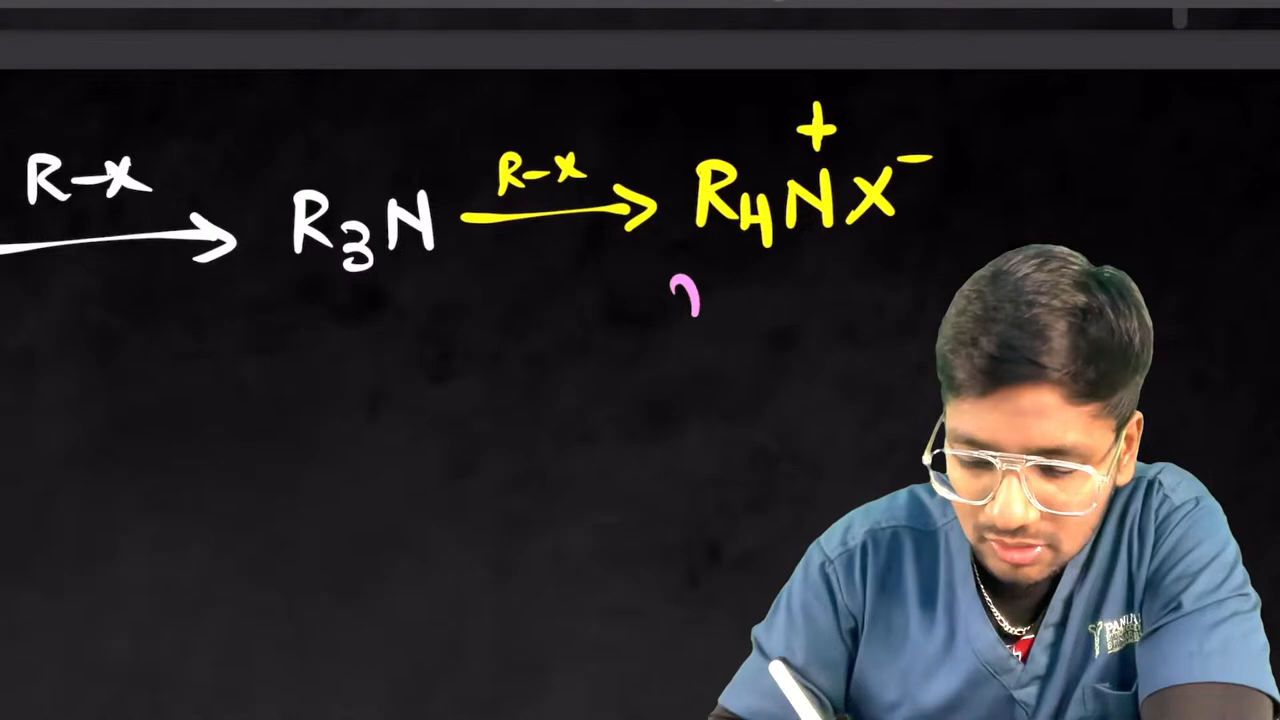 R-X R-X
→ R₃N → R₄N⁺X⁻